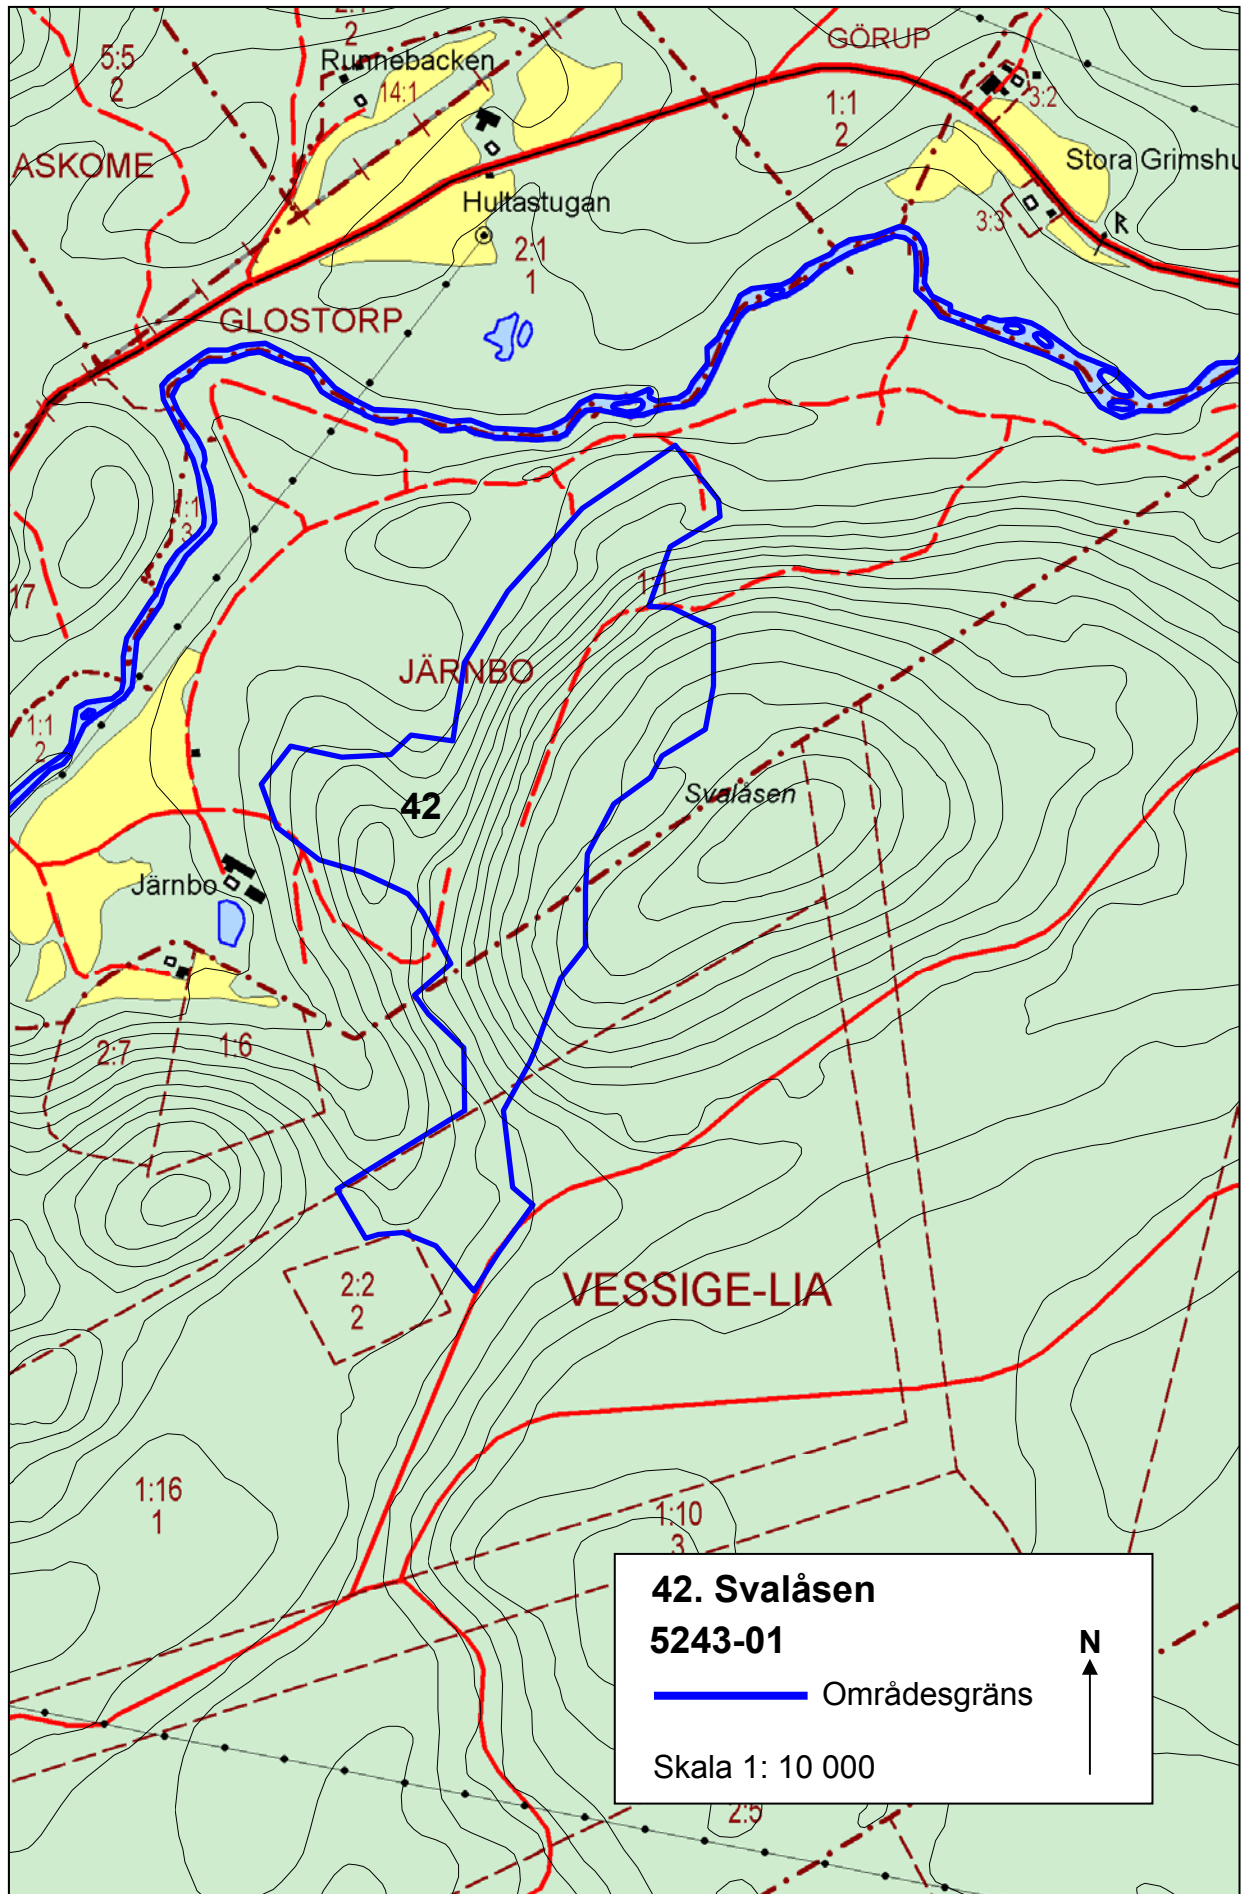 5:5
2
2
Runnebacken
14:1
GÖRUP
3:2
1:1
2
ASKOME
Stora Grimshu
Hultastugan
3:3
R
2:1
1
GLOSTORP
1:1
3
17
1:1
JÄRNBO
1:1
2
Svalåsen
42
Järnbo
2:7
1:6
2:2
2
VESSIGE-LIA
1:16
1
1:10
3
42. Svalåsen
5243-01
N
Områdesgräns
Skala 1: 10 000
2:5